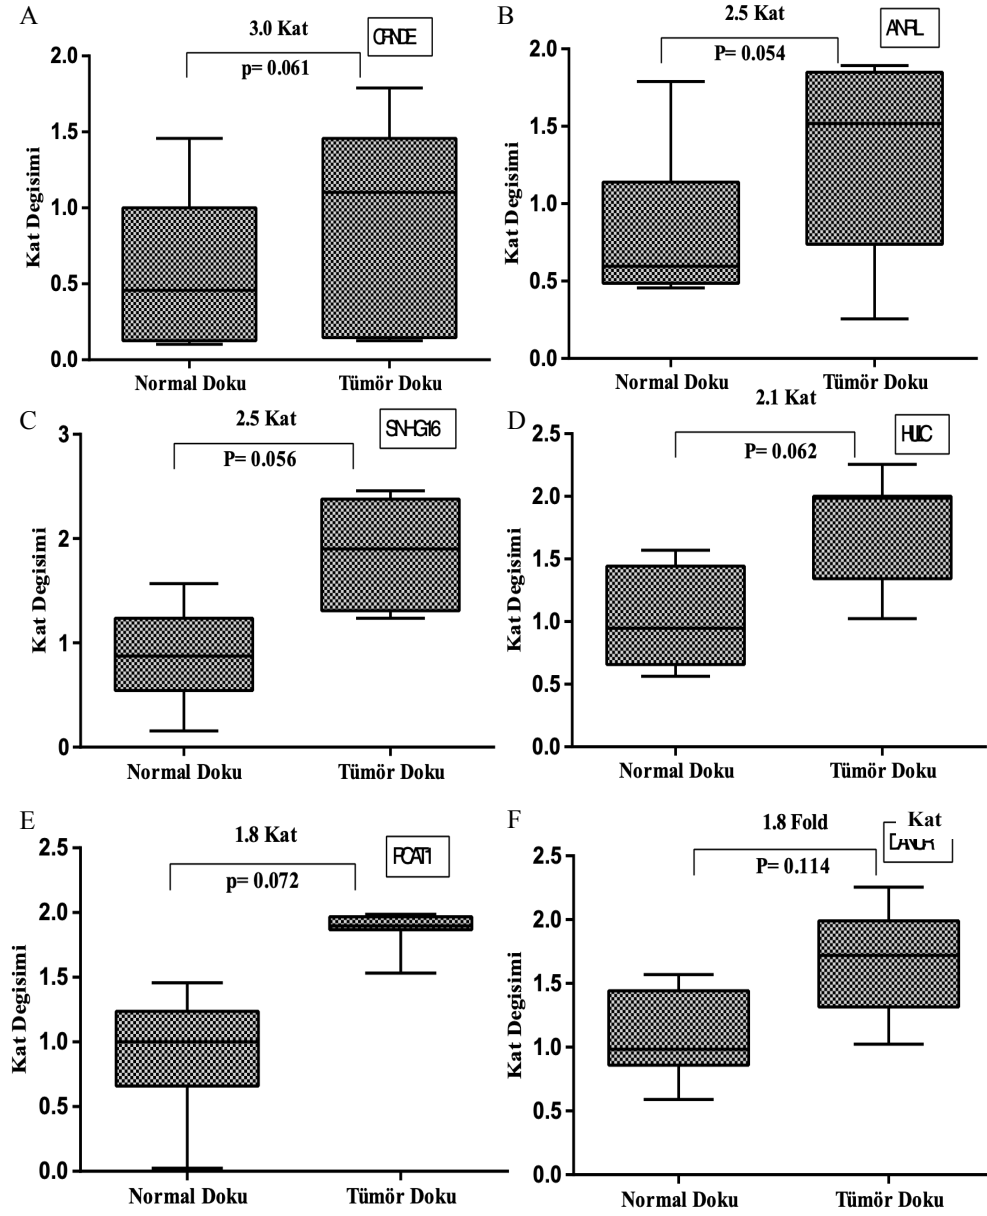 A
3.0 Kat
CRNDE
p= 0.061
Kat Degisimi
2.0
1.5
1.0
0.5
0.0
Normal Doku
Tümör Doku
B
2.5 Kat
ANRIL
P= 0.054
Kat Degisimi
2.0
1.5
1.0
0.5
0.0
Normal Doku
Tümör Doku
C
2.5 Kat
SNHG16
P= 0.056
Kat Degisimi
3
2
1
0
Normal Doku
Tümör Doku
D
2.1 Kat
HULC
P= 0.062
Kat Degisimi
2.5
2.0
1.5
1.0
0.5
0.0
Normal Doku
Tümör Doku
E
1.8 Kat
PCAT1
p= 0.072
Kat Degisimi
2.5
2.0
1.5
1.0
0.5
0.0
Normal Doku
Tümör Doku
F
1.8 Fold
Kat
P= 0.114
Kat Degisimi
2.5
2.0
1.5
1.0
0.5
0.0
Normal Doku
Tümör Doku